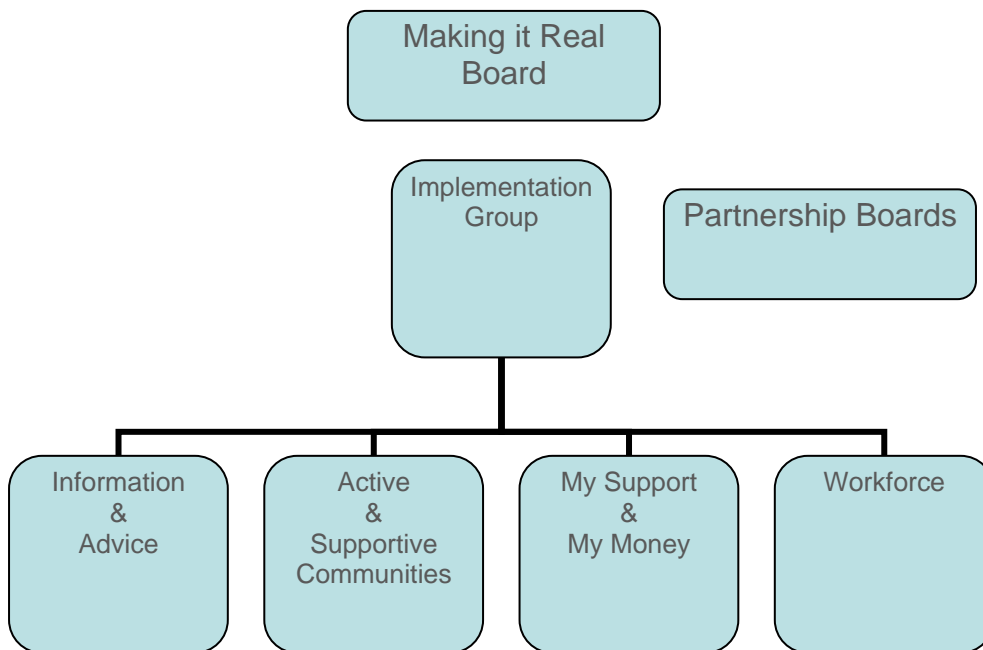 Making it Real
Board
Implementation
Group
Partnership Boards
Information
&
Advice
Active
&
Supportive
Communities
My Support
&
My Money
Workforce